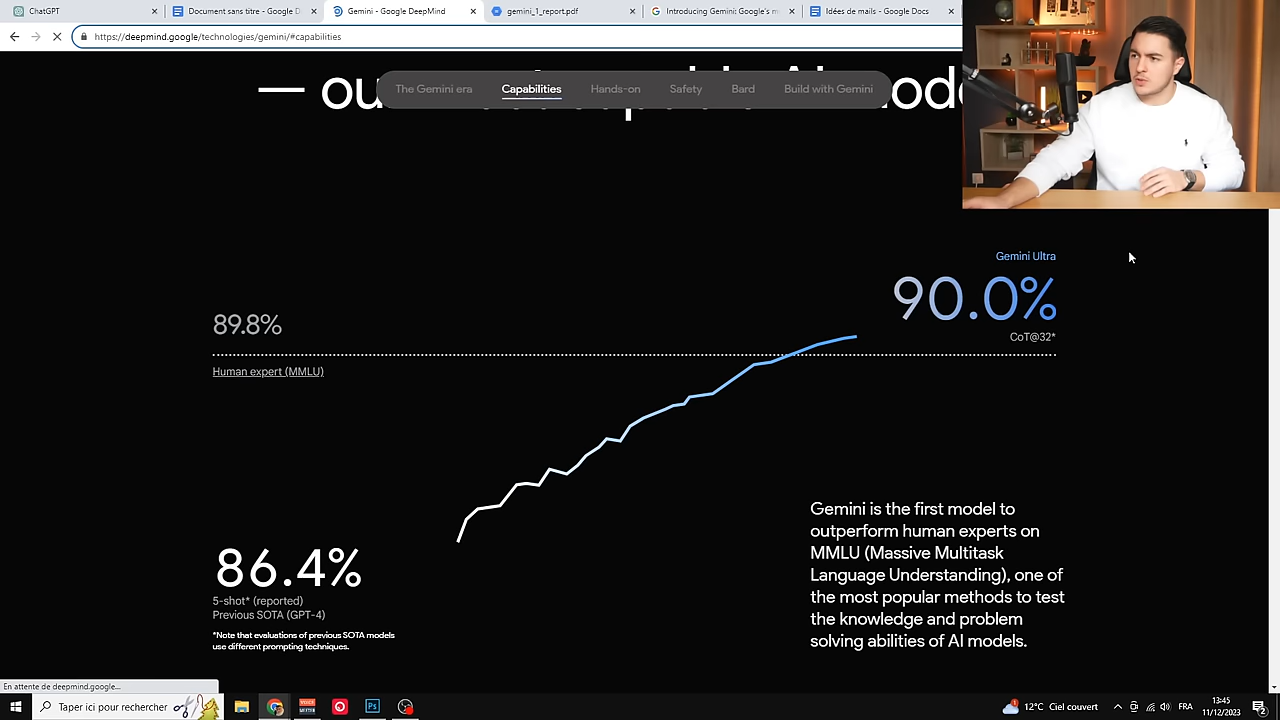 ChatGPT
Document sans titre - Google D
Gemini - Google DeepMind
gemini_1_report.pdf
Introducing Gemini: Google's m
Idées de mails - Google Docs
https://deepmind.google/technologies/gemini/#capabilities
The Gemini era
Capabilities
Hands-on
Safety
Bard
Build with Gemini
Gemini Ultra
90.0%
CoT@32*
89.8%
Human expert (MMLU)
86.4%
5-shot* (reported)
Previous SOTA (GPT-4)
*Note that evaluations of previous SOTA models
use different prompting techniques.
Gemini is the first model to
outperform human experts on
MMLU (Massive Multitask
Language Understanding), one of
the most popular methods to test
the knowledge and problem
solving abilities of AI models.
En attente de deepmind.google...
Taper ici pour rechercher
Ps
12°C Ciel couvert
FRA
13:45
11/12/2023
2